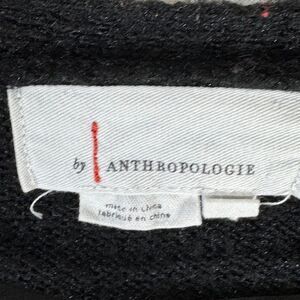 by ANTHROPOLOGIE
made in China
fabriqué en chine